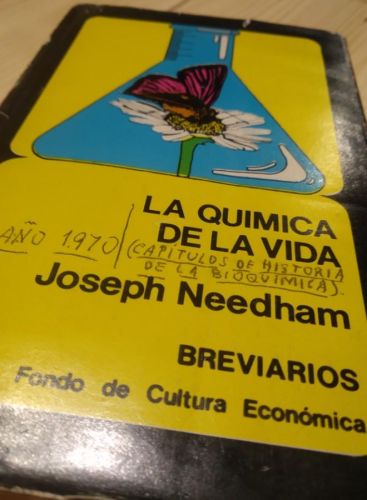 LA QUIMICA
DE LA VIDA
AÑO 1.970
(CAPITULOS DE HISTORIA
DE LA BIOQUIMICA).
Joseph Needham
BREVIARIOS
Fondo de Cultura Económica